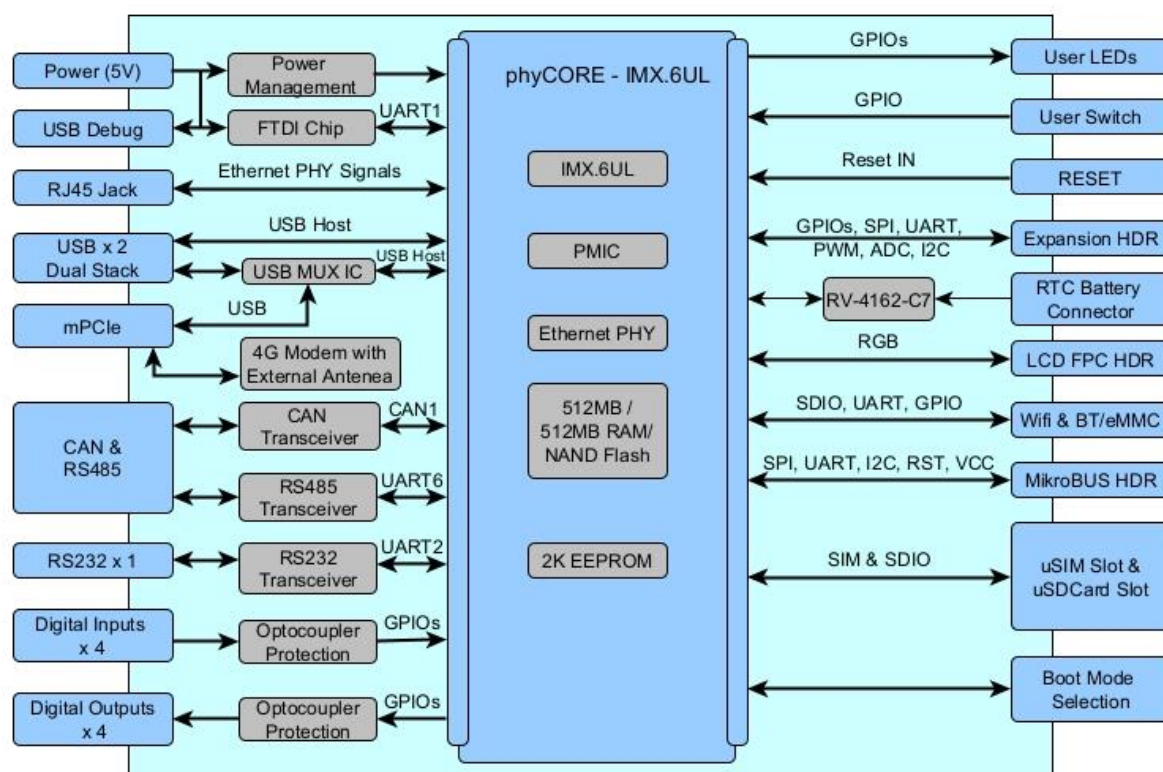 Power (5V)
Power
Management
USB Debug
FTDI Chip
UART1
RJ45 Jack
Ethernet PHY Signals
USB x 2
Dual Stack
USB Host
USB MUX IC
USB Host
mPCIe
USB
4G Modem with
External Antenea
CAN &
RS485
CAN
Transceiver
CAN1
RS485
Transceiver
UART6
RS232 x 1
RS232
Transceiver
UART2
Digital Inputs
x 4
Optocoupler
Protection
GPIOs
Digital Outputs
x 4
Optocoupler
Protection
GPIOs
phyCORE - IMX.6UL
IMX.6UL
PMIC
Ethernet PHY
512MB /
512MB RAM/
NAND Flash
2K EEPROM
GPIOs
User LEDs
GPIO
User Switch
Reset IN
RESET
GPIOs, SPI, UART,
PWM, ADC, I2C
Expansion HDR
RV-4162-C7
RTC Battery
Connector
RGB
LCD FPC HDR
SDIO, UART, GPIO
Wifi & BT/eMMC
SPI, UART, I2C, RST, VCC
MikroBUS HDR
SIM & SDIO
uSIM Slot &
uSDCard Slot
Boot Mode
Selection